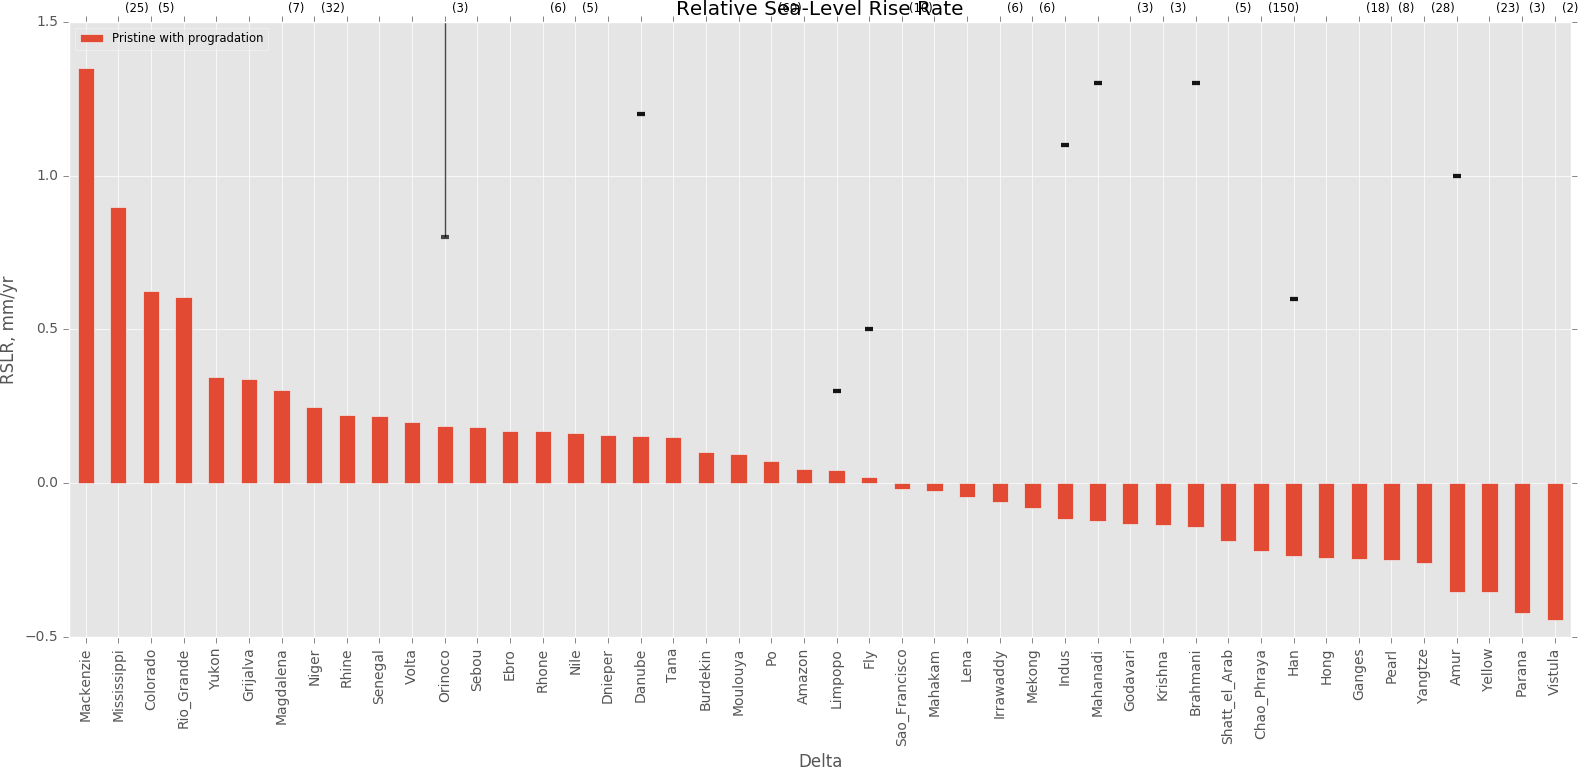 (25) (5) (7) (32) (3) (6) (5) (6) (6) (3) (3) (5) (150) (18) (8) (28) (23) (3) (2)
Relative Sea-Level Rise Rate
Pristine with progradation
1.5
1.0
0.5
0.0
−0.5
RSLR, mm/yr
Mackenzie
Mississippi
Colorado
Rio_Grande
Yukon
Grijalva
Magdalena
Niger
Rhine
Senegal
Volta
Orinoco
Sebou
Ebro
Rhone
Nile
Dnieper
Danube
Tana
Burdekin
Moulouya
Po
Amazon
Limpopo
Fly
Sao_Francisco
Mahakam
Lena
Irrawaddy
Mekong
Indus
Mahanadi
Godavari
Krishna
Brahmani
Shatt_el_Arab
Chao_Phraya
Han
Hong
Ganges
Pearl
Yangtze
Amur
Yellow
Parana
Vistula
Delta